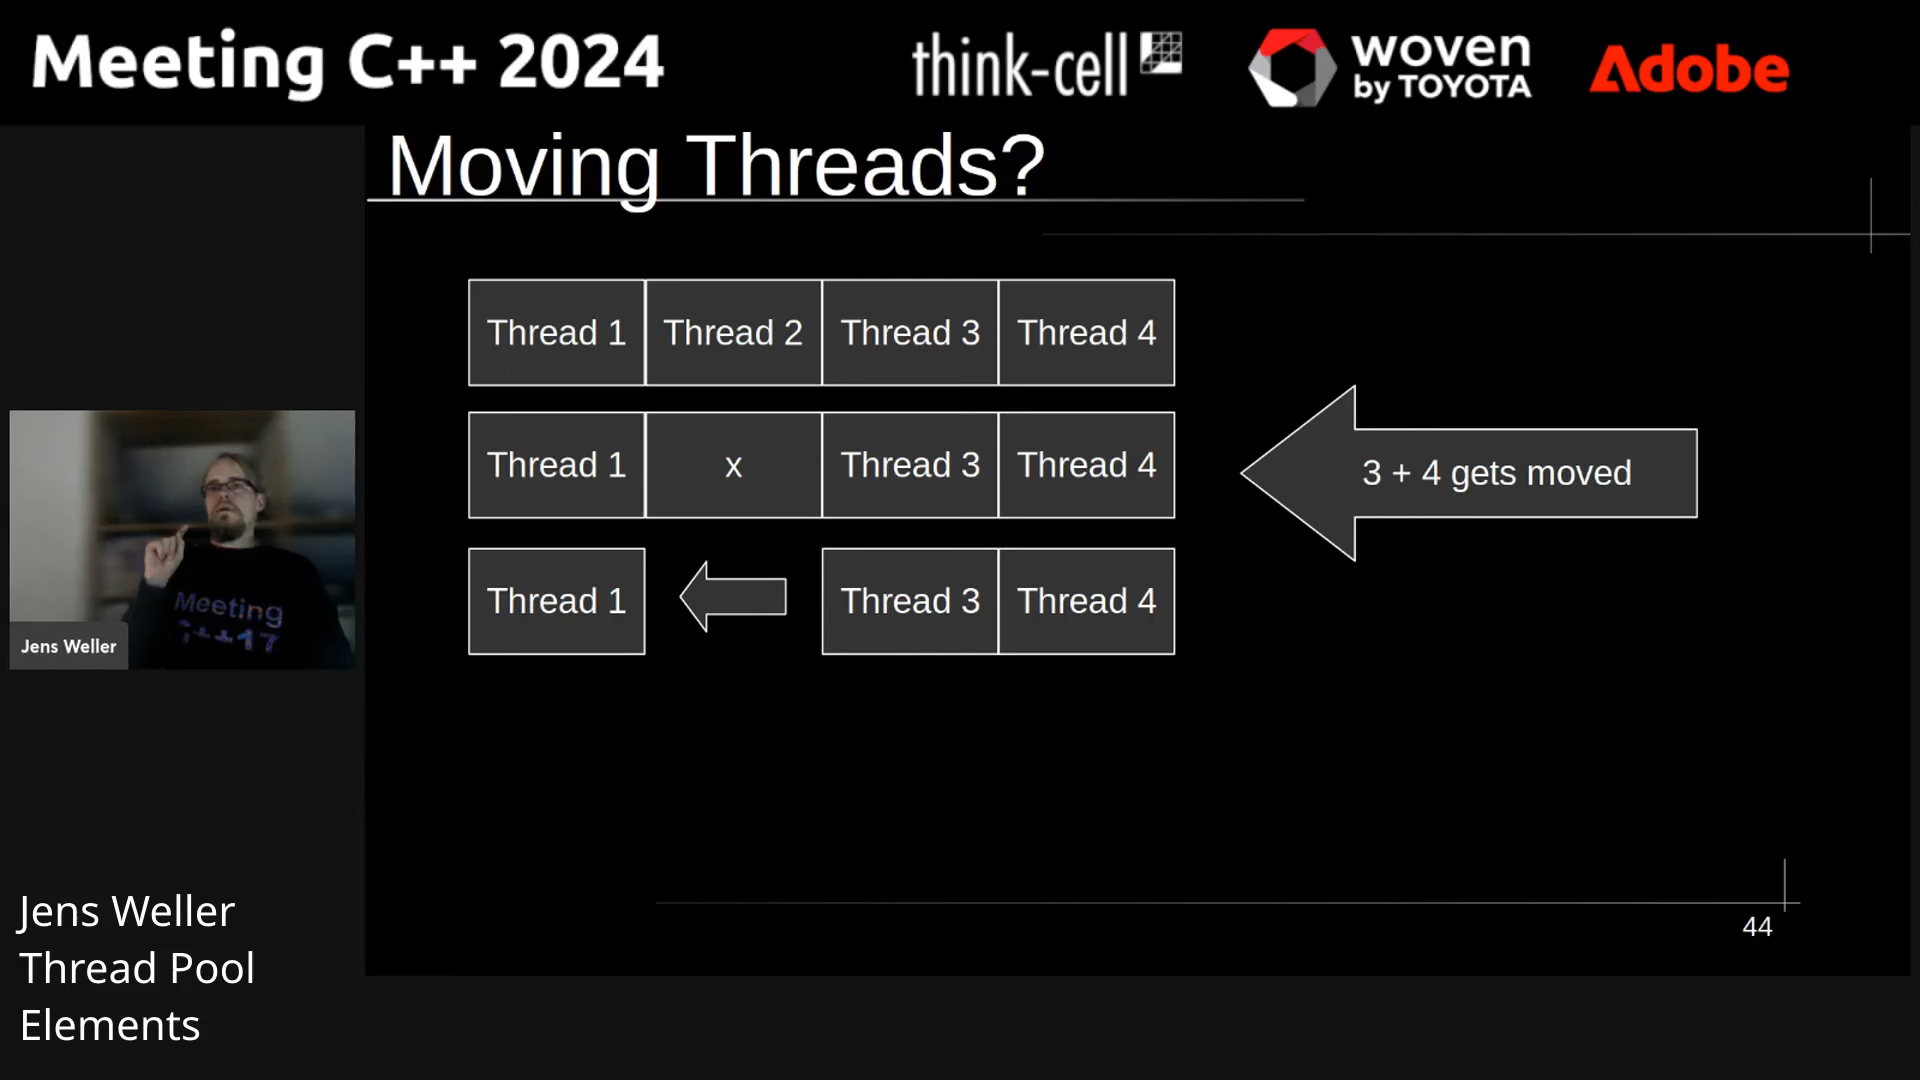 Meeting C++ 2024
think-cell
woven
by TOYOTA
Adobe
Moving Threads?
Thread 1 Thread 2 Thread 3 Thread 4
Thread 1 x Thread 3 Thread 4
3 + 4 gets moved
Thread 1 Thread 3 Thread 4
Meeting
C++17
Jens Weller
44
Jens Weller
Thread Pool
Elements